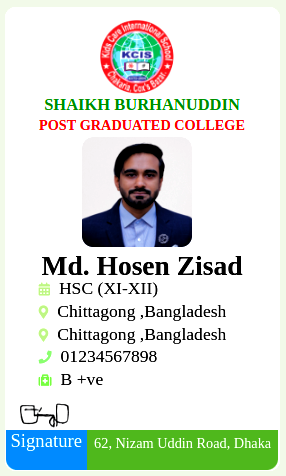 Kids Care International School
KCIS
Chakaria, Cox's Bazar.
SHAIKH BURHANUDDIN
POST GRADUATED COLLEGE
Md. Hosen Zisad
HSC (XI-XII)
Chittagong ,Bangladesh
Chittagong ,Bangladesh
01234567898
B +ve
Signature
62, Nizam Uddin Road, Dhaka